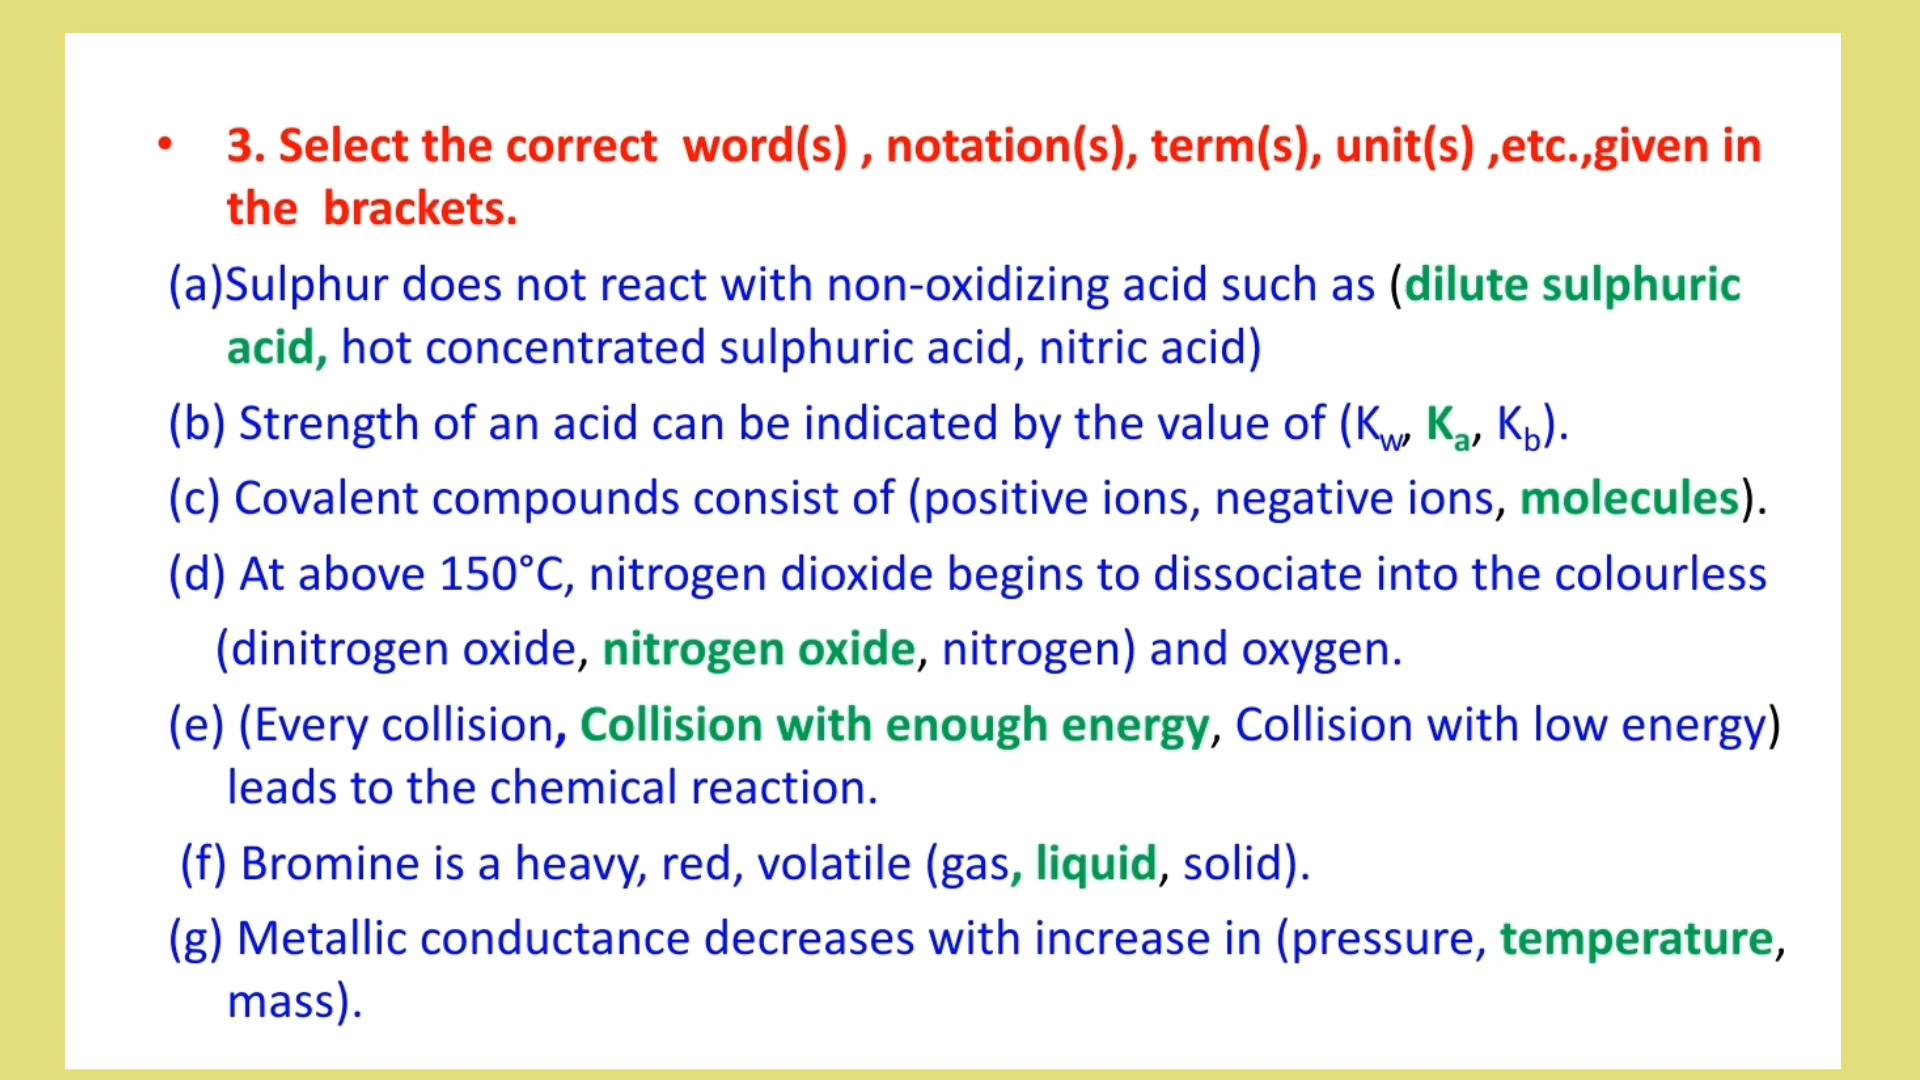 • 3. Select the correct word(s) , notation(s), term(s), unit(s) ,etc.,given in
the brackets.
(a)Sulphur does not react with non-oxidizing acid such as (dilute sulphuric
acid, hot concentrated sulphuric acid, nitric acid)
(b) Strength of an acid can be indicated by the value of (Kw, Ka, Kb).
(c) Covalent compounds consist of (positive ions, negative ions, molecules).
(d) At above 150°C, nitrogen dioxide begins to dissociate into the colourless
(dinitrogen oxide, nitrogen oxide, nitrogen) and oxygen.
(e) (Every collision, Collision with enough energy, Collision with low energy)
leads to the chemical reaction.
(f) Bromine is a heavy, red, volatile (gas, liquid, solid).
(g) Metallic conductance decreases with increase in (pressure, temperature,
mass).